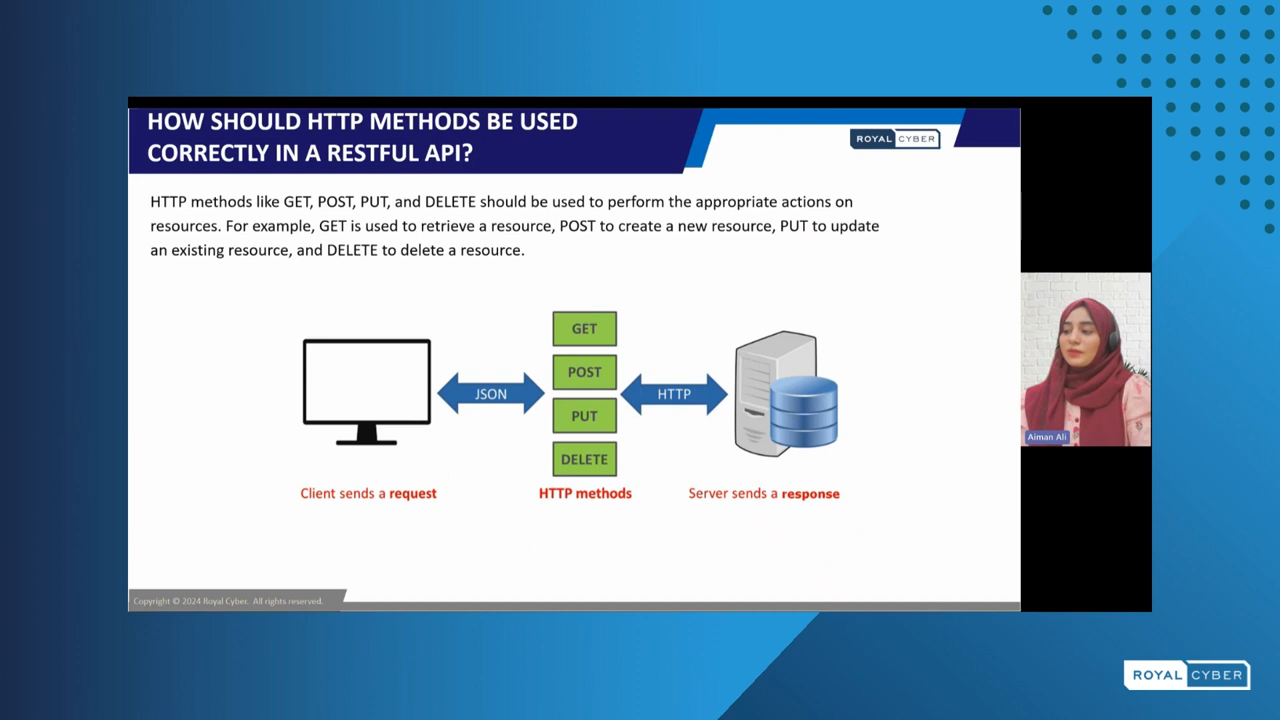 HOW SHOULD HTTP METHODS BE USED
CORRECTLY IN A RESTFUL API?
ROYAL CYBER
HTTP methods like GET, POST, PUT, and DELETE should be used to perform the appropriate actions on
resources. For example, GET is used to retrieve a resource, POST to create a new resource, PUT to update
an existing resource, and DELETE to delete a resource.
GET
POST
JSON
HTTP
PUT
DELETE
Aiman Ali
Client sends a request
HTTP methods
Server sends a response
Copyright © 2024 Royal Cyber. All rights reserved.
ROYAL CYBER